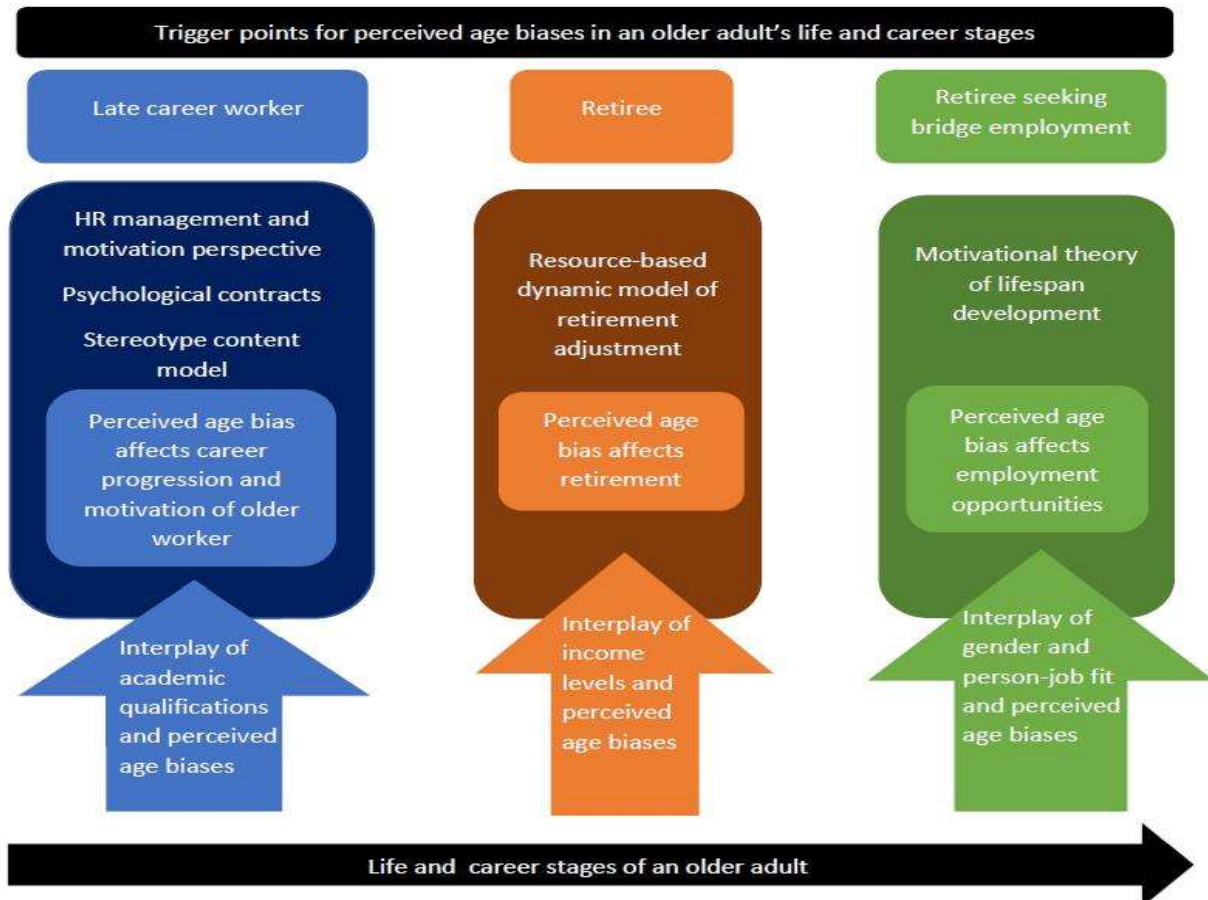 Trigger points for perceived age biases in an older adult's life and career stages
Late career worker
HR management and
motivation perspective
Psychological contracts
Stereotype content
model
Perceived age bias
affects career
progression and
motivation of older
worker
Interplay of
academic
qualifications
and perceived
age biases
Retiree
Resource-based
dynamic model of
retirement
adjustment
Perceived age
bias affects
retirement
Interplay of
income
levels and
perceived
age biases
Retiree seeking
bridge employment
Motivational theory
of lifespan
development
Perceived age
bias affects
employment
opportunities
Interplay of
gender and
person-job fit
and perceived
age biases
Life and career stages of an older adult